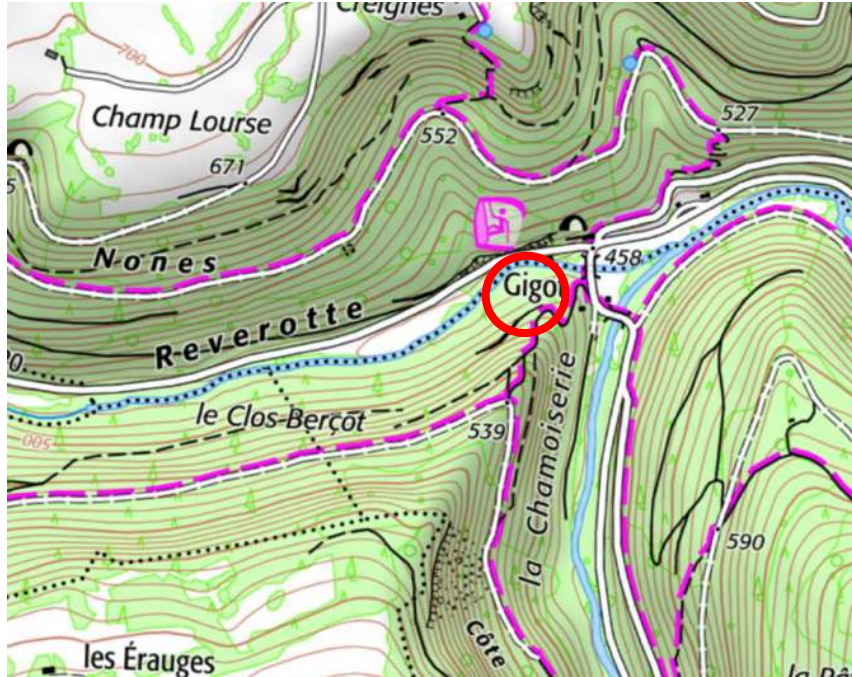 Creignes
700
Champ Lourse
552
527
671
Nones
458
Gigot
Reverotte
le Clos-Berçot
500
539
la Chamoiserie
590
Côte
les Érauges